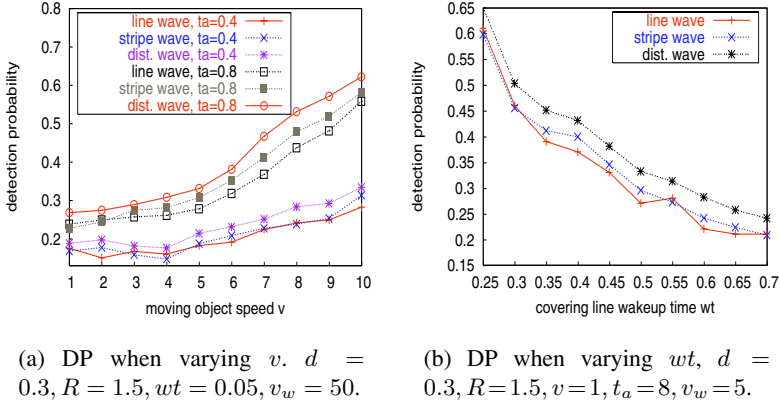 line wave, ta=0.4
stripe wave, ta=0.4
dist. wave, ta=0.4
line wave, ta=0.8
stripe wave, ta=0.8
dist. wave, ta=0.8
detection probability
0.8
0.7
0.6
0.5
0.4
0.3
0.2
1 2 3 4 5 6 7 8 9 10
moving object speed v
(a) DP when varying v. d =
0.3, R = 1.5, wt = 0.05, v_w = 50.
line wave
stripe wave
dist. wave
detection probability
0.65
0.6
0.55
0.5
0.45
0.4
0.35
0.3
0.25
0.2
0.15
0.25 0.3 0.35 0.4 0.45 0.5 0.55 0.6 0.65 0.7
covering line wakeup time wt
(b) DP when varying wt, d =
0.3, R=1.5, v=1, t_a=8, v_w=5.